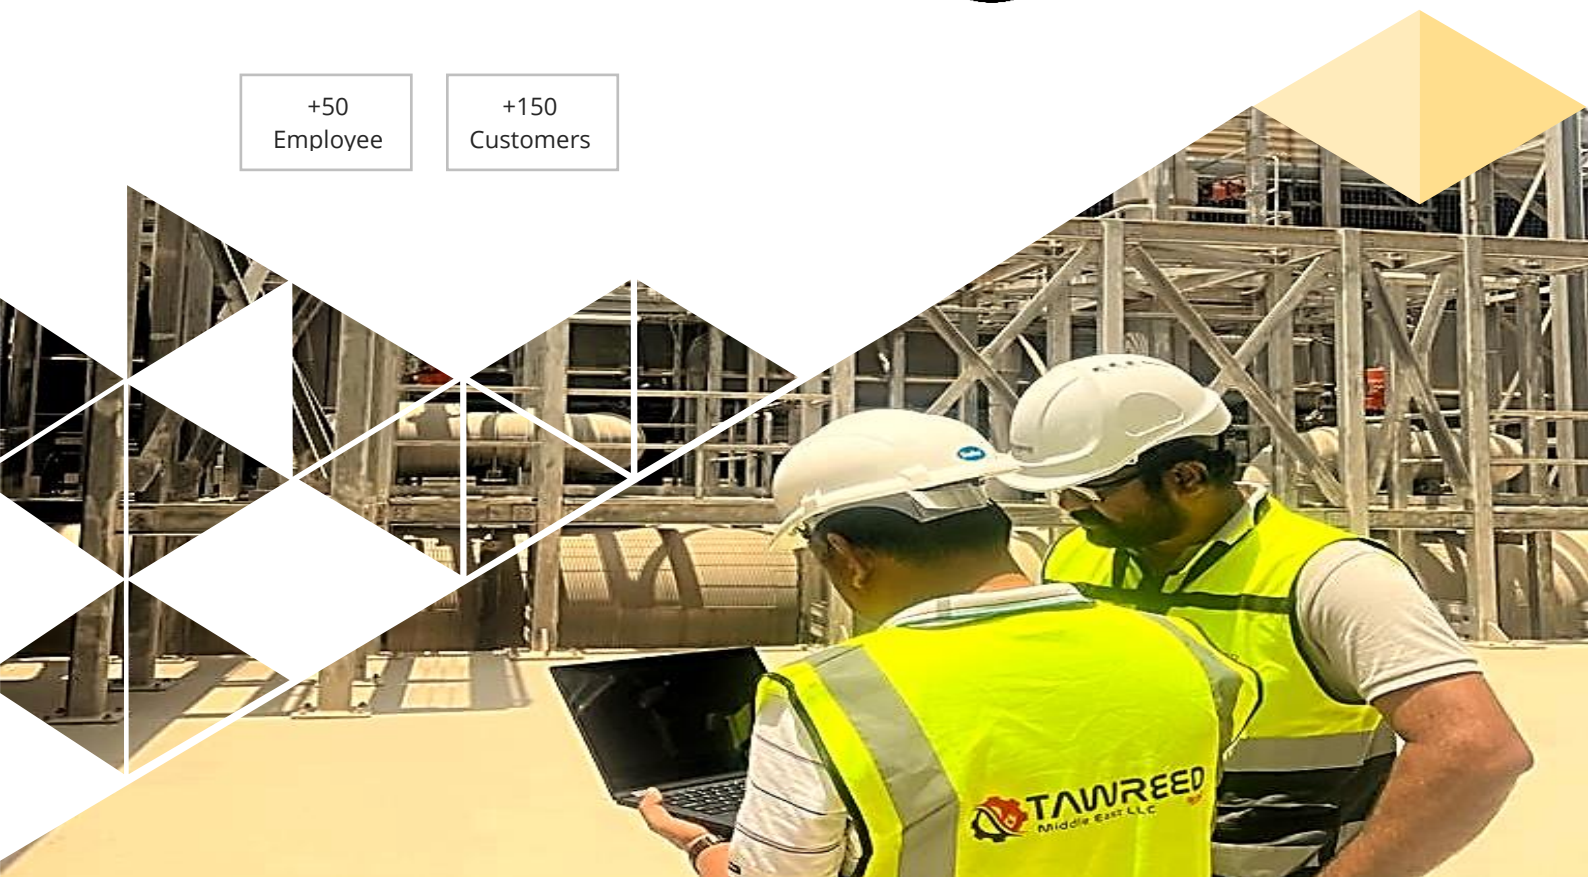 +50
Employee
+150
Customers
TAWREED
Middle East LLC